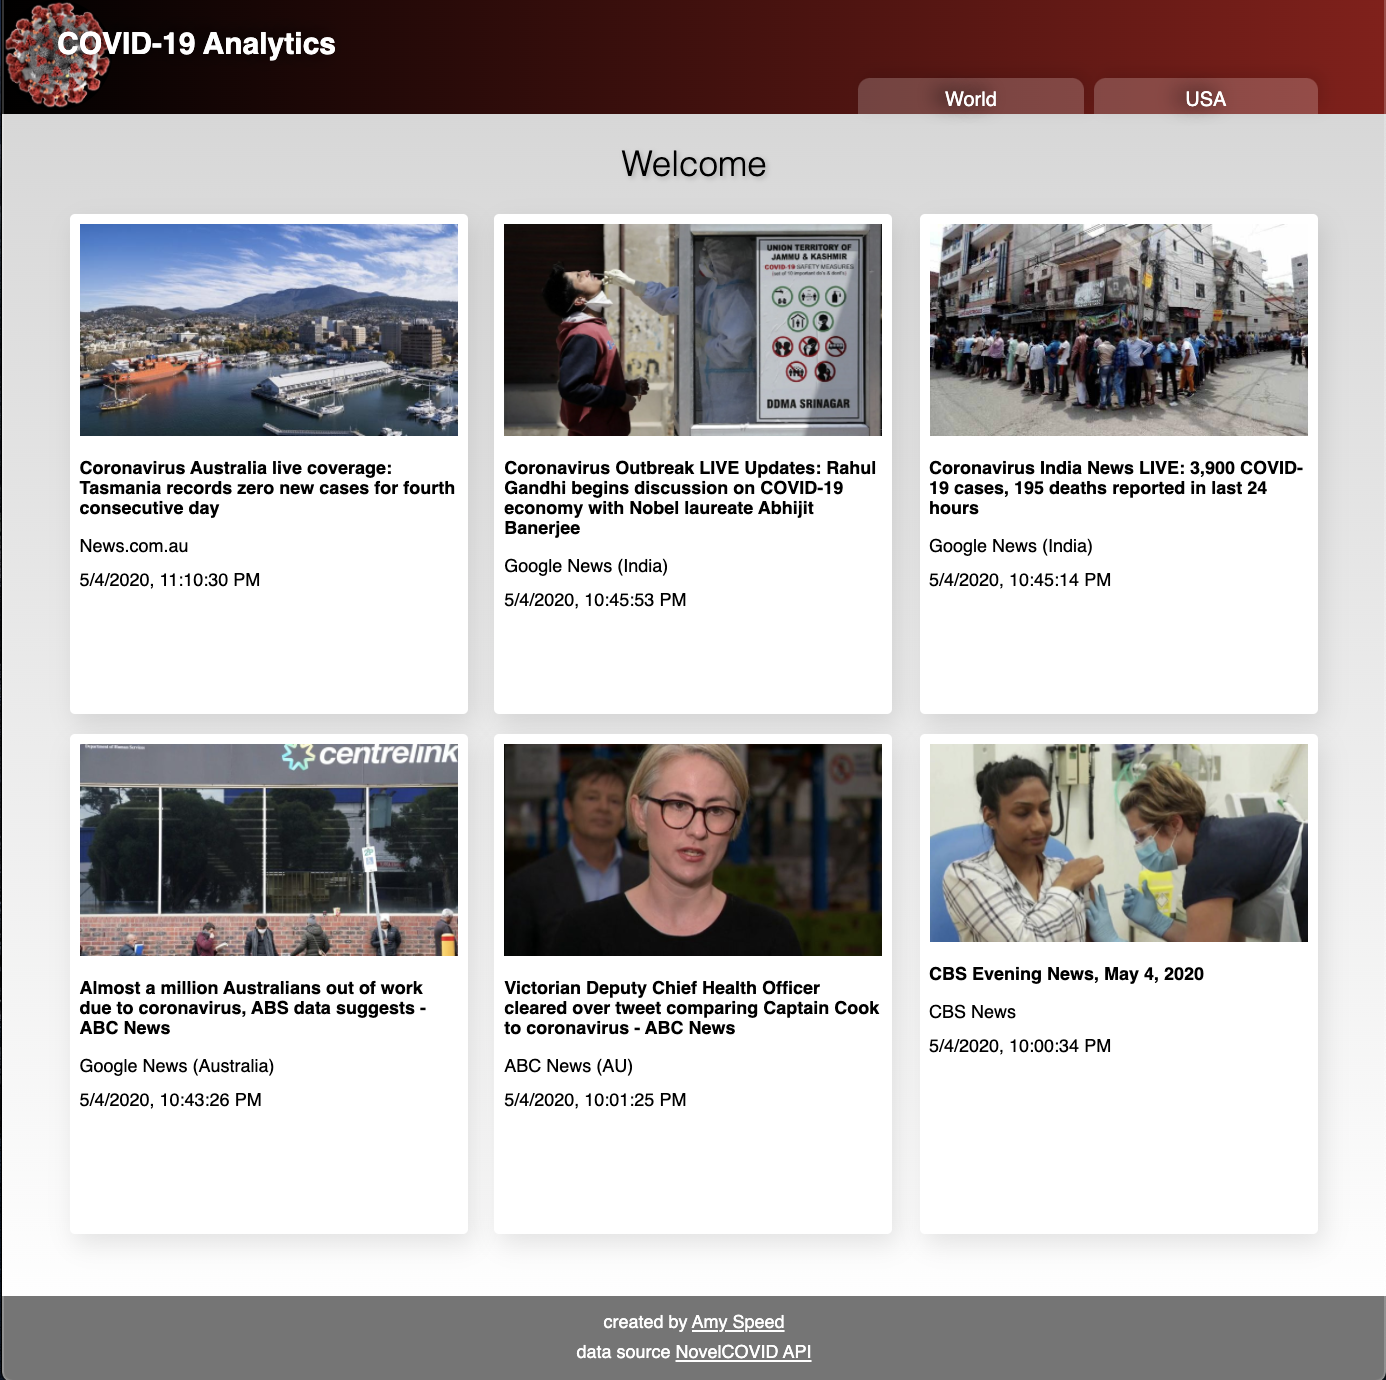 COVID-19 Analytics
World
USA
Welcome
UNION TERRITORY OF
JAMMU & KASHMIR
COVID-19 SAFETY MEASURES
DDMA SRINAGAR
Coronavirus Australia live coverage:
Tasmania records zero new cases for fourth
consecutive day
News.com.au
5/4/2020, 11:10:30 PM
Coronavirus Outbreak LIVE Updates: Rahul
Gandhi begins discussion on COVID-19
economy with Nobel laureate Abhijit
Banerjee
Google News (India)
5/4/2020, 10:45:53 PM
Coronavirus India News LIVE: 3,900 COVID-
19 cases, 195 deaths reported in last 24
hours
Google News (India)
5/4/2020, 10:45:14 PM
Department of Human Services
centrelink
Almost a million Australians out of work
due to coronavirus, ABS data suggests -
ABC News
Google News (Australia)
5/4/2020, 10:43:26 PM
Victorian Deputy Chief Health Officer
cleared over tweet comparing Captain Cook
to coronavirus - ABC News
ABC News (AU)
5/4/2020, 10:01:25 PM
CBS Evening News, May 4, 2020
CBS News
5/4/2020, 10:00:34 PM
created by Amy Speed
data source NovelCOVID API